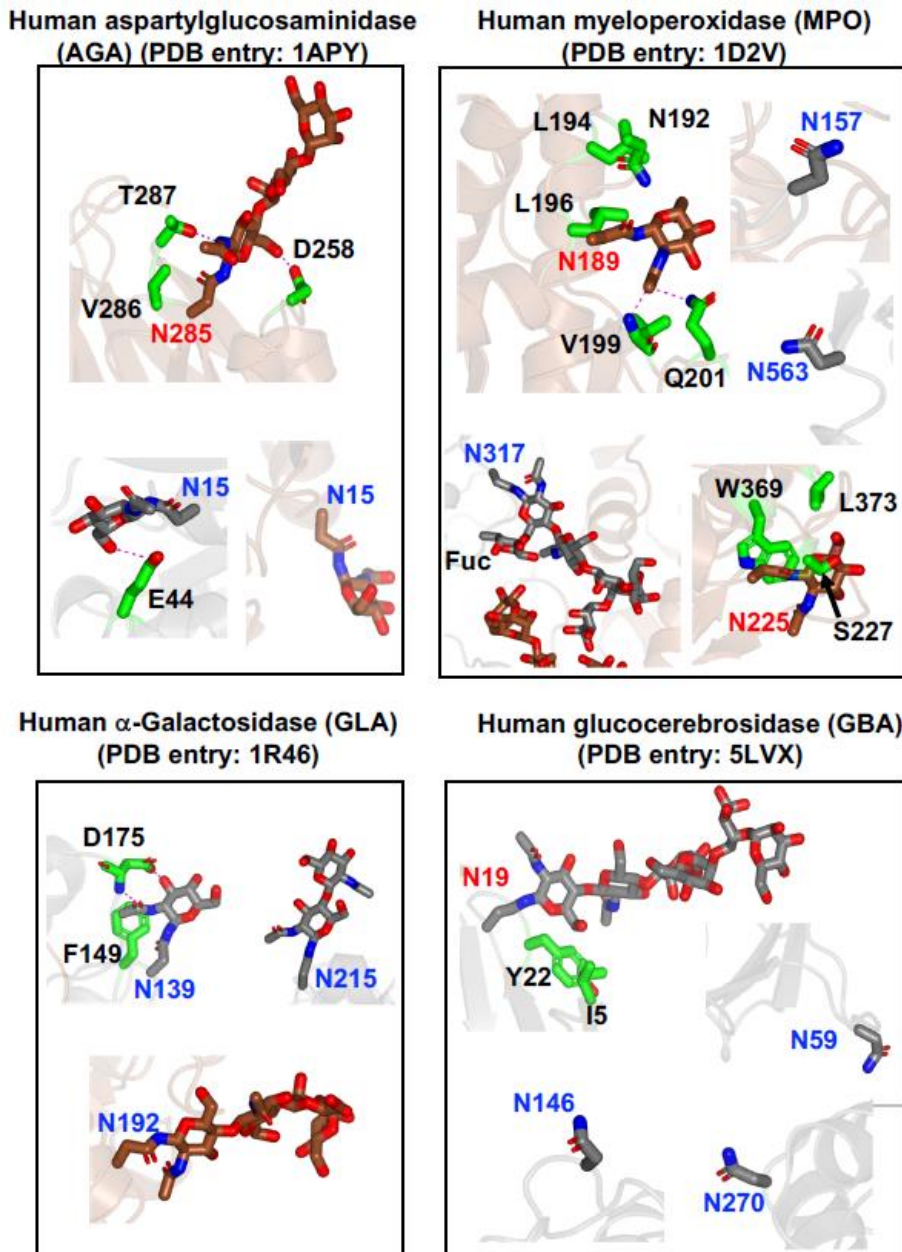 Human aspartylglucosaminidase
(AGA) (PDB entry: 1APY)
T287
D258
V286
N285
N15
N15
E44
Human myeloperoxidase (MPO)
(PDB entry: 1D2V)
L194
N192
N157
L196
N189
V199
Q201
N563
N317
W369
L373
Fuc
N225
S227
Human α-Galactosidase (GLA)
(PDB entry: 1R46)
D175
F149
N139
N215
N192
Human glucocerebrosidase (GBA)
(PDB entry: 5LVX)
N19
Y22
I5
N59
N146
N270